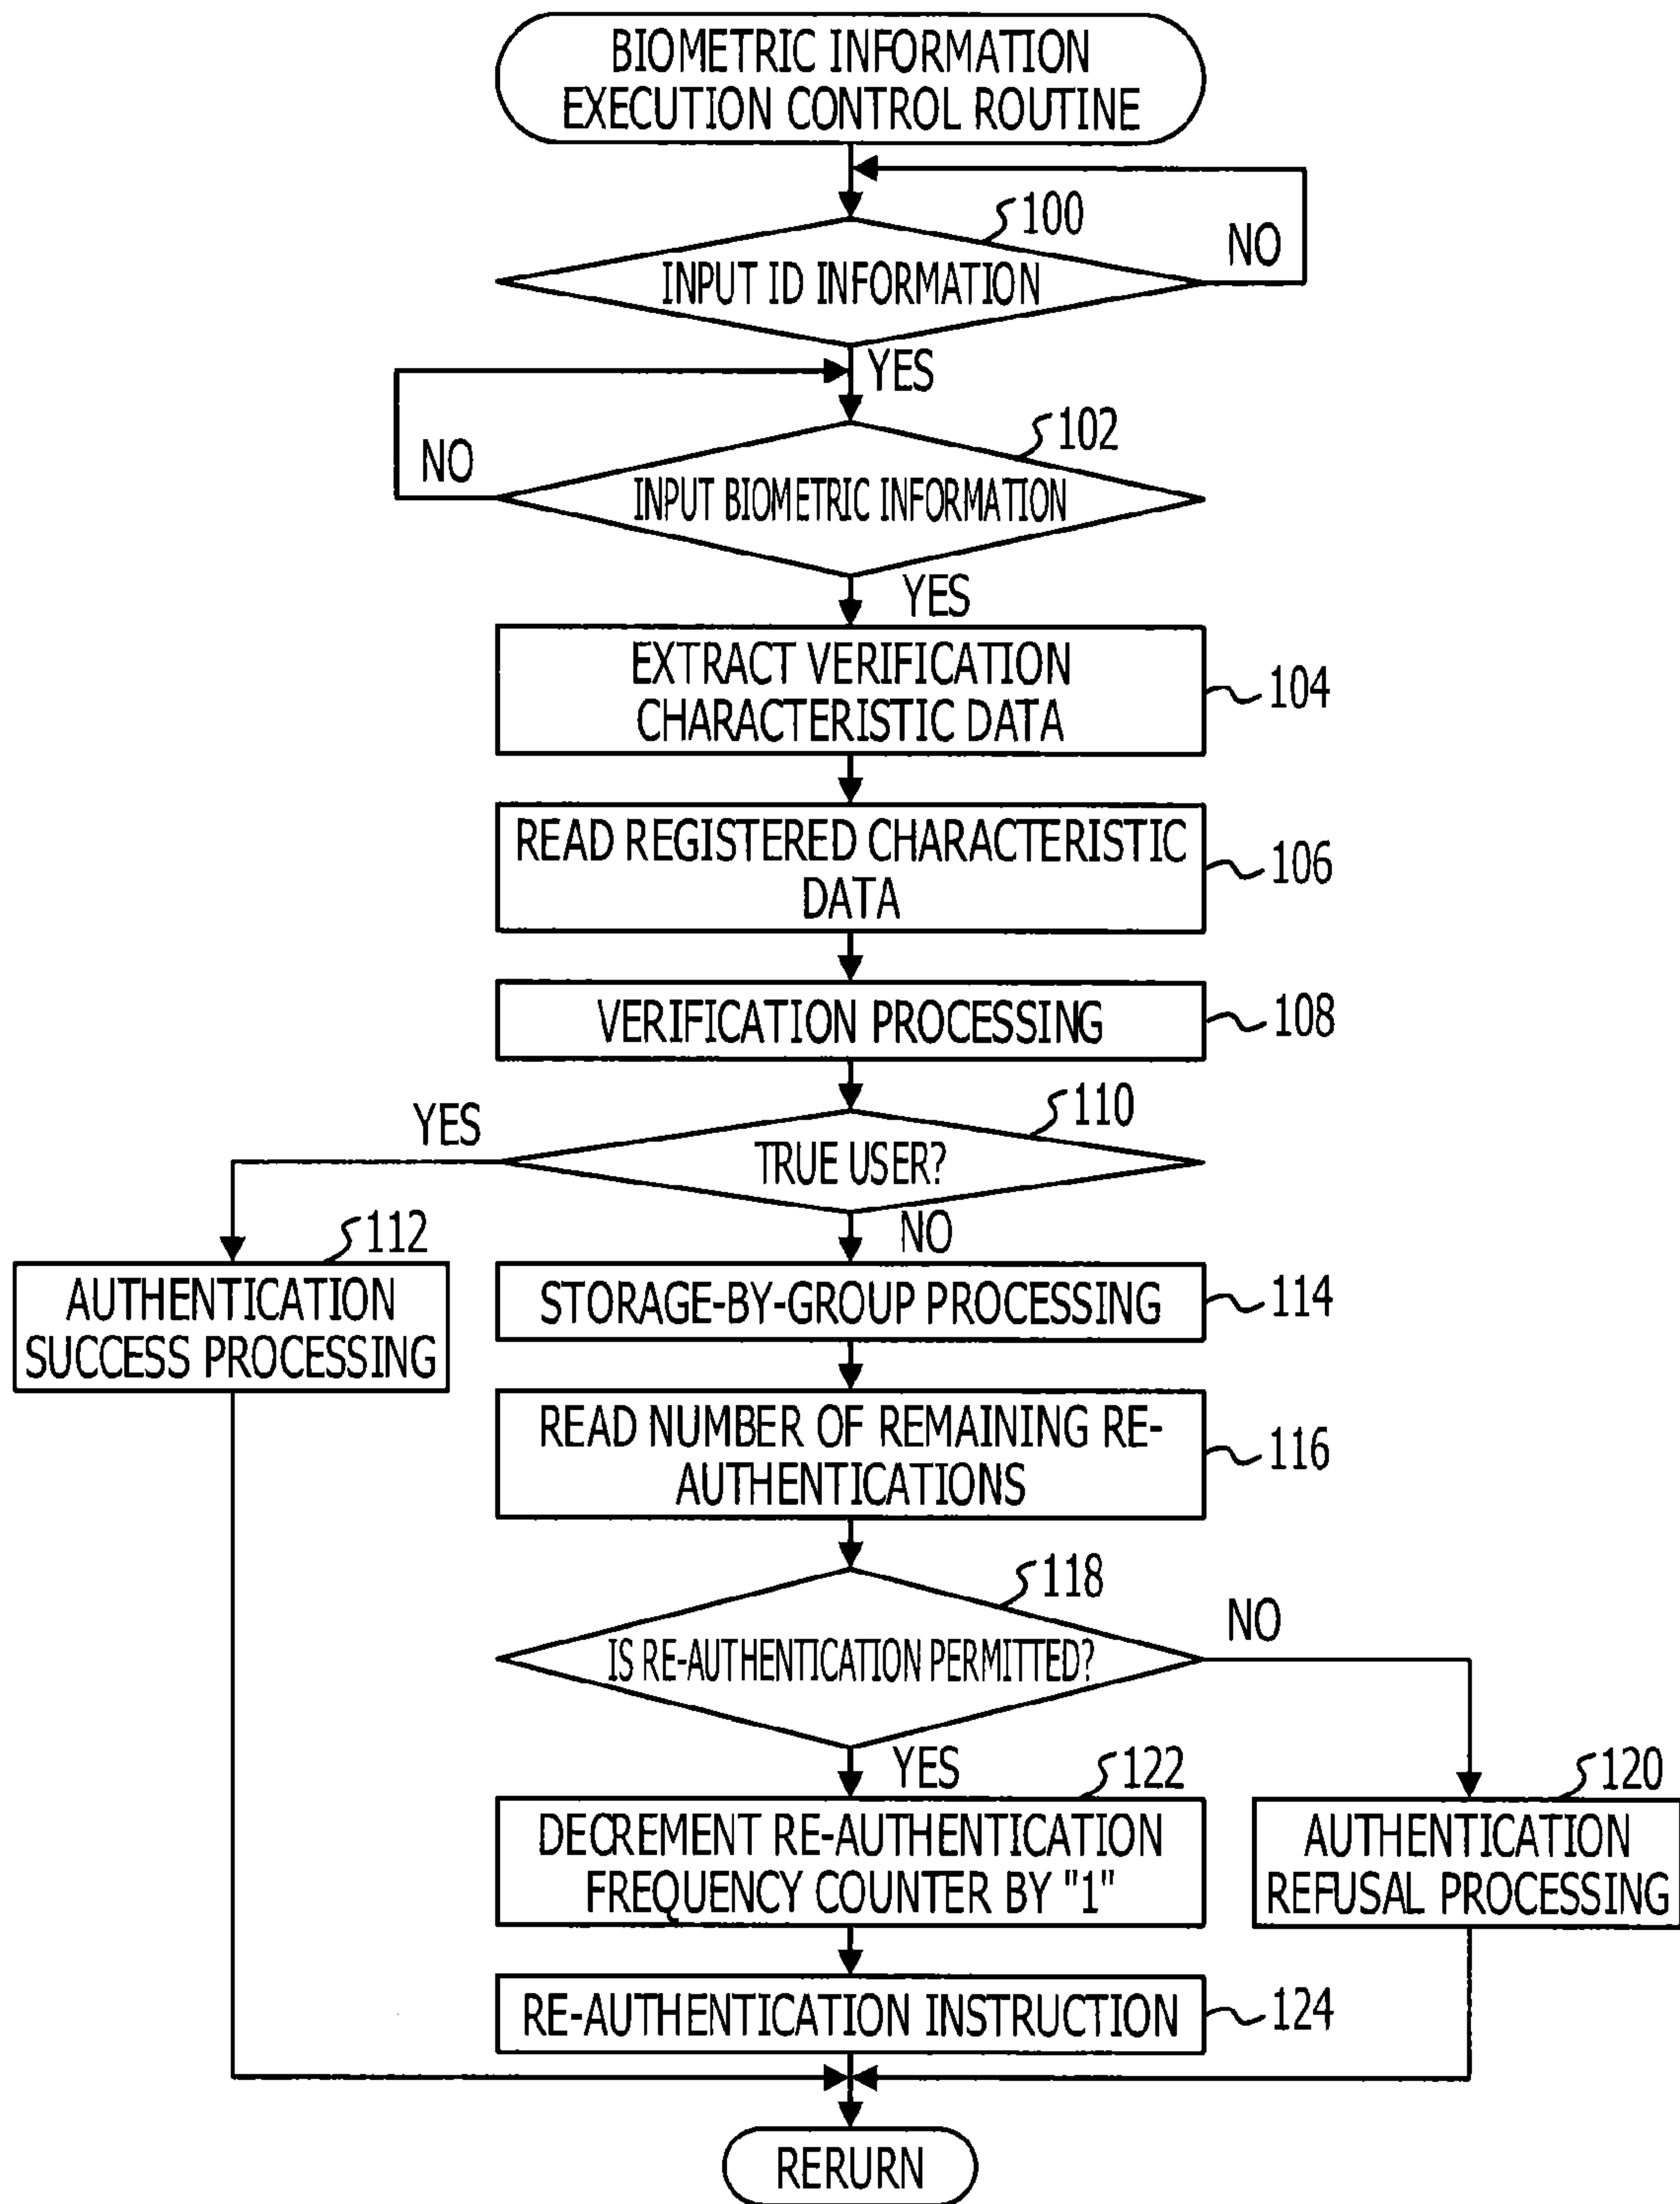 BIOMETRIC INFORMATION
EXECUTION CONTROL ROUTINE
100
NO
INPUT ID INFORMATION
YES
102
NO
INPUT BIOMETRIC INFORMATION
YES
EXTRACT VERIFICATION
CHARACTERISTIC DATA
104
READ REGISTERED CHARACTERISTIC
DATA
106
VERIFICATION PROCESSING
108
110
YES
TRUE USER?
NO
112
AUTHENTICATION
SUCCESS PROCESSING
STORAGE-BY-GROUP PROCESSING
114
READ NUMBER OF REMAINING RE-
AUTHENTICATIONS
116
118
NO
IS RE-AUTHENTICATION PERMITTED?
YES
122
120
DECREMENT RE-AUTHENTICATION
FREQUENCY COUNTER BY "1"
AUTHENTICATION
REFUSAL PROCESSING
RE-AUTHENTICATION INSTRUCTION
124
RERURN